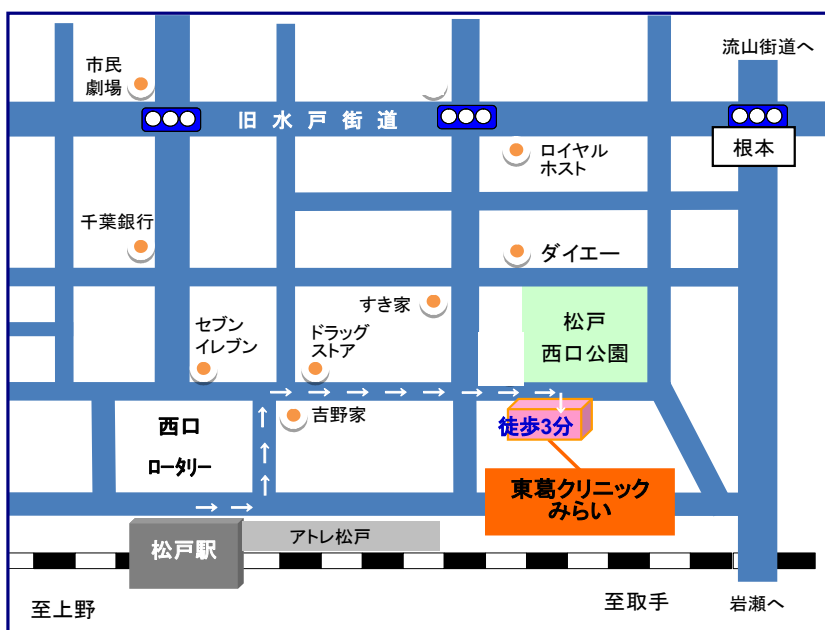 流山街道へ
市民
劇場
旧水戸街道
根本
ロイヤル
ホスト
千葉銀行
ダイエー
すき家
セブン
イレブン
ドラッグ
ストア
松戸
西口公園
西口
ロータリー
吉野家
徒歩3分
東葛クリニック
みらい
アトレ松戸
松戸駅
至上野
至取手
岩瀬へ